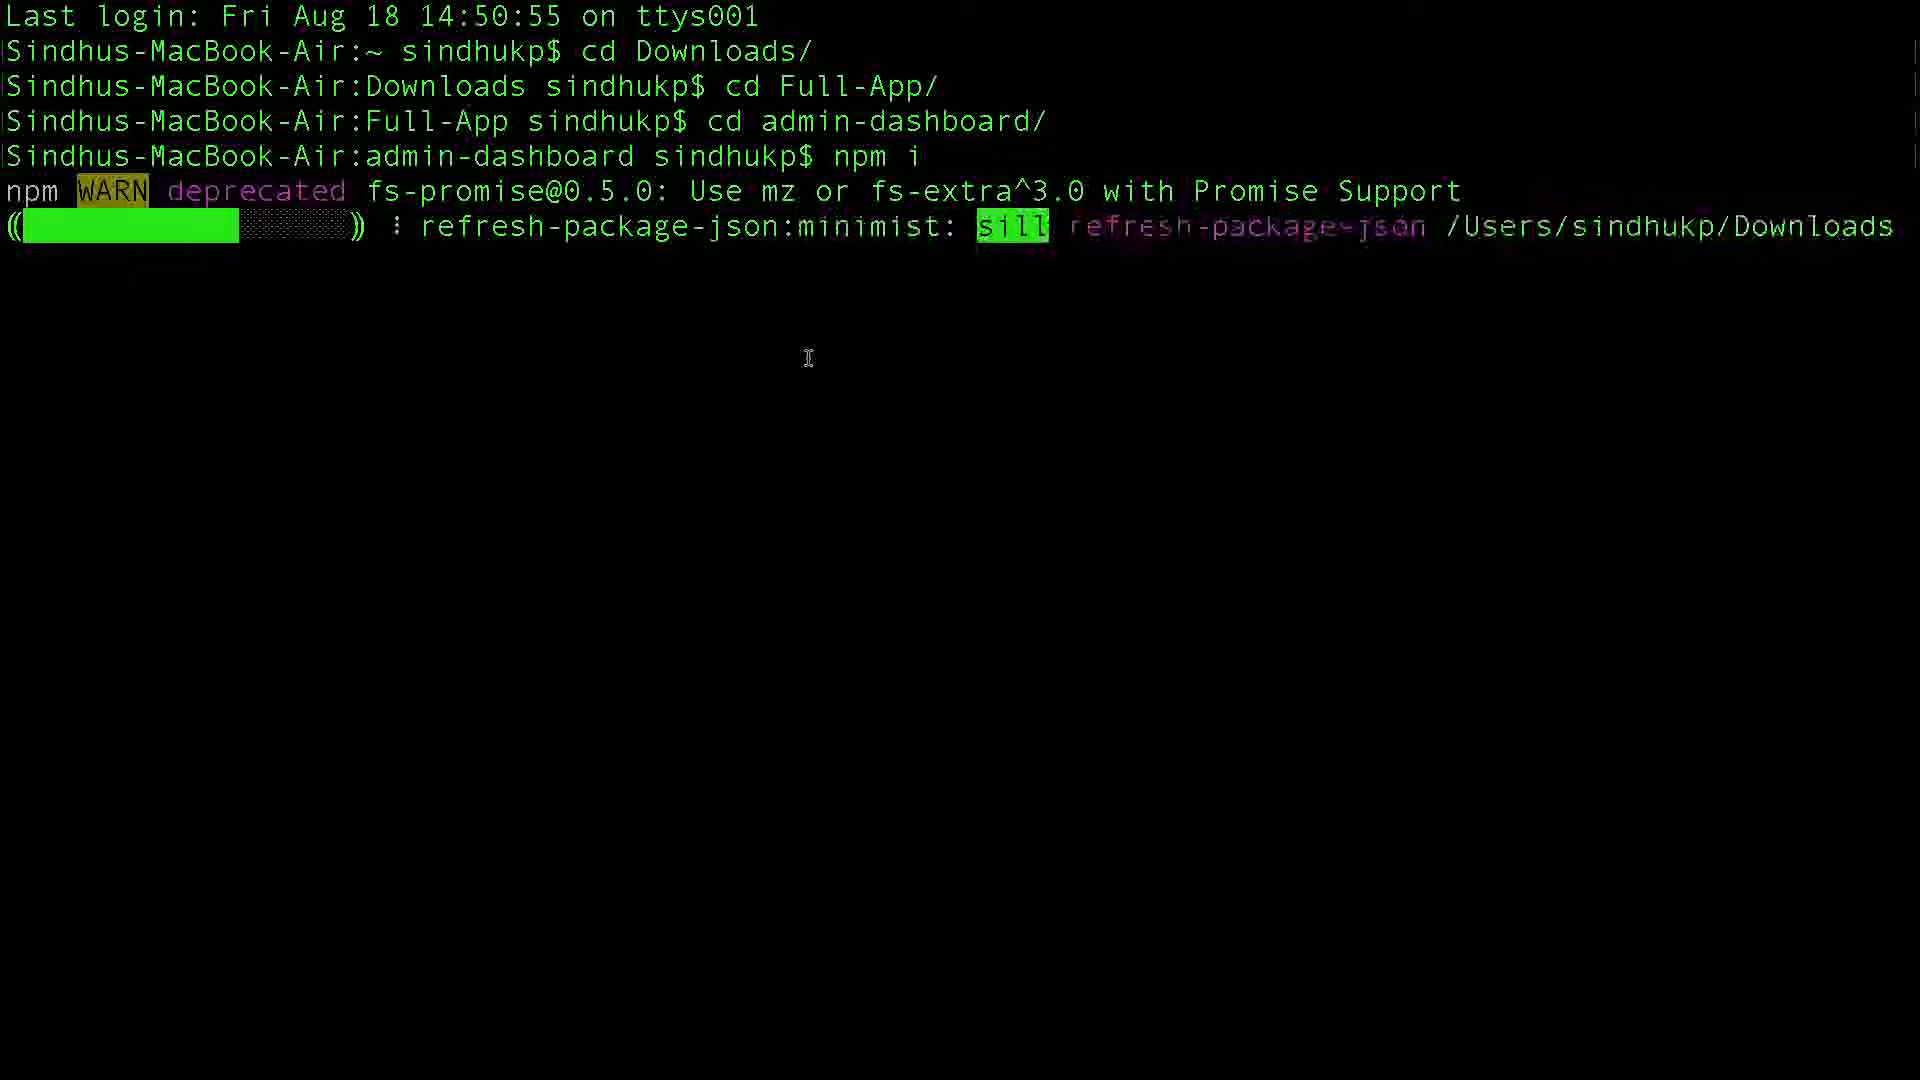 Last login: Fri Aug 18 14:50:55 on ttys001
Sindhus-MacBook-Air:~ sindhukp$ cd Downloads/
Sindhus-MacBook-Air:Downloads sindhukp$ cd Full-App/
Sindhus-MacBook-Air:Full-App sindhukp$ cd admin-dashboard/
Sindhus-MacBook-Air:admin-dashboard sindhukp$ npm i
npm WARN deprecated fs-promise@0.5.0: Use mz or fs-extra^3.0 with Promise Support
(( )) ⸽ refresh-package-json:minimist: sill refresh-package-json /Users/sindhukp/Downloads